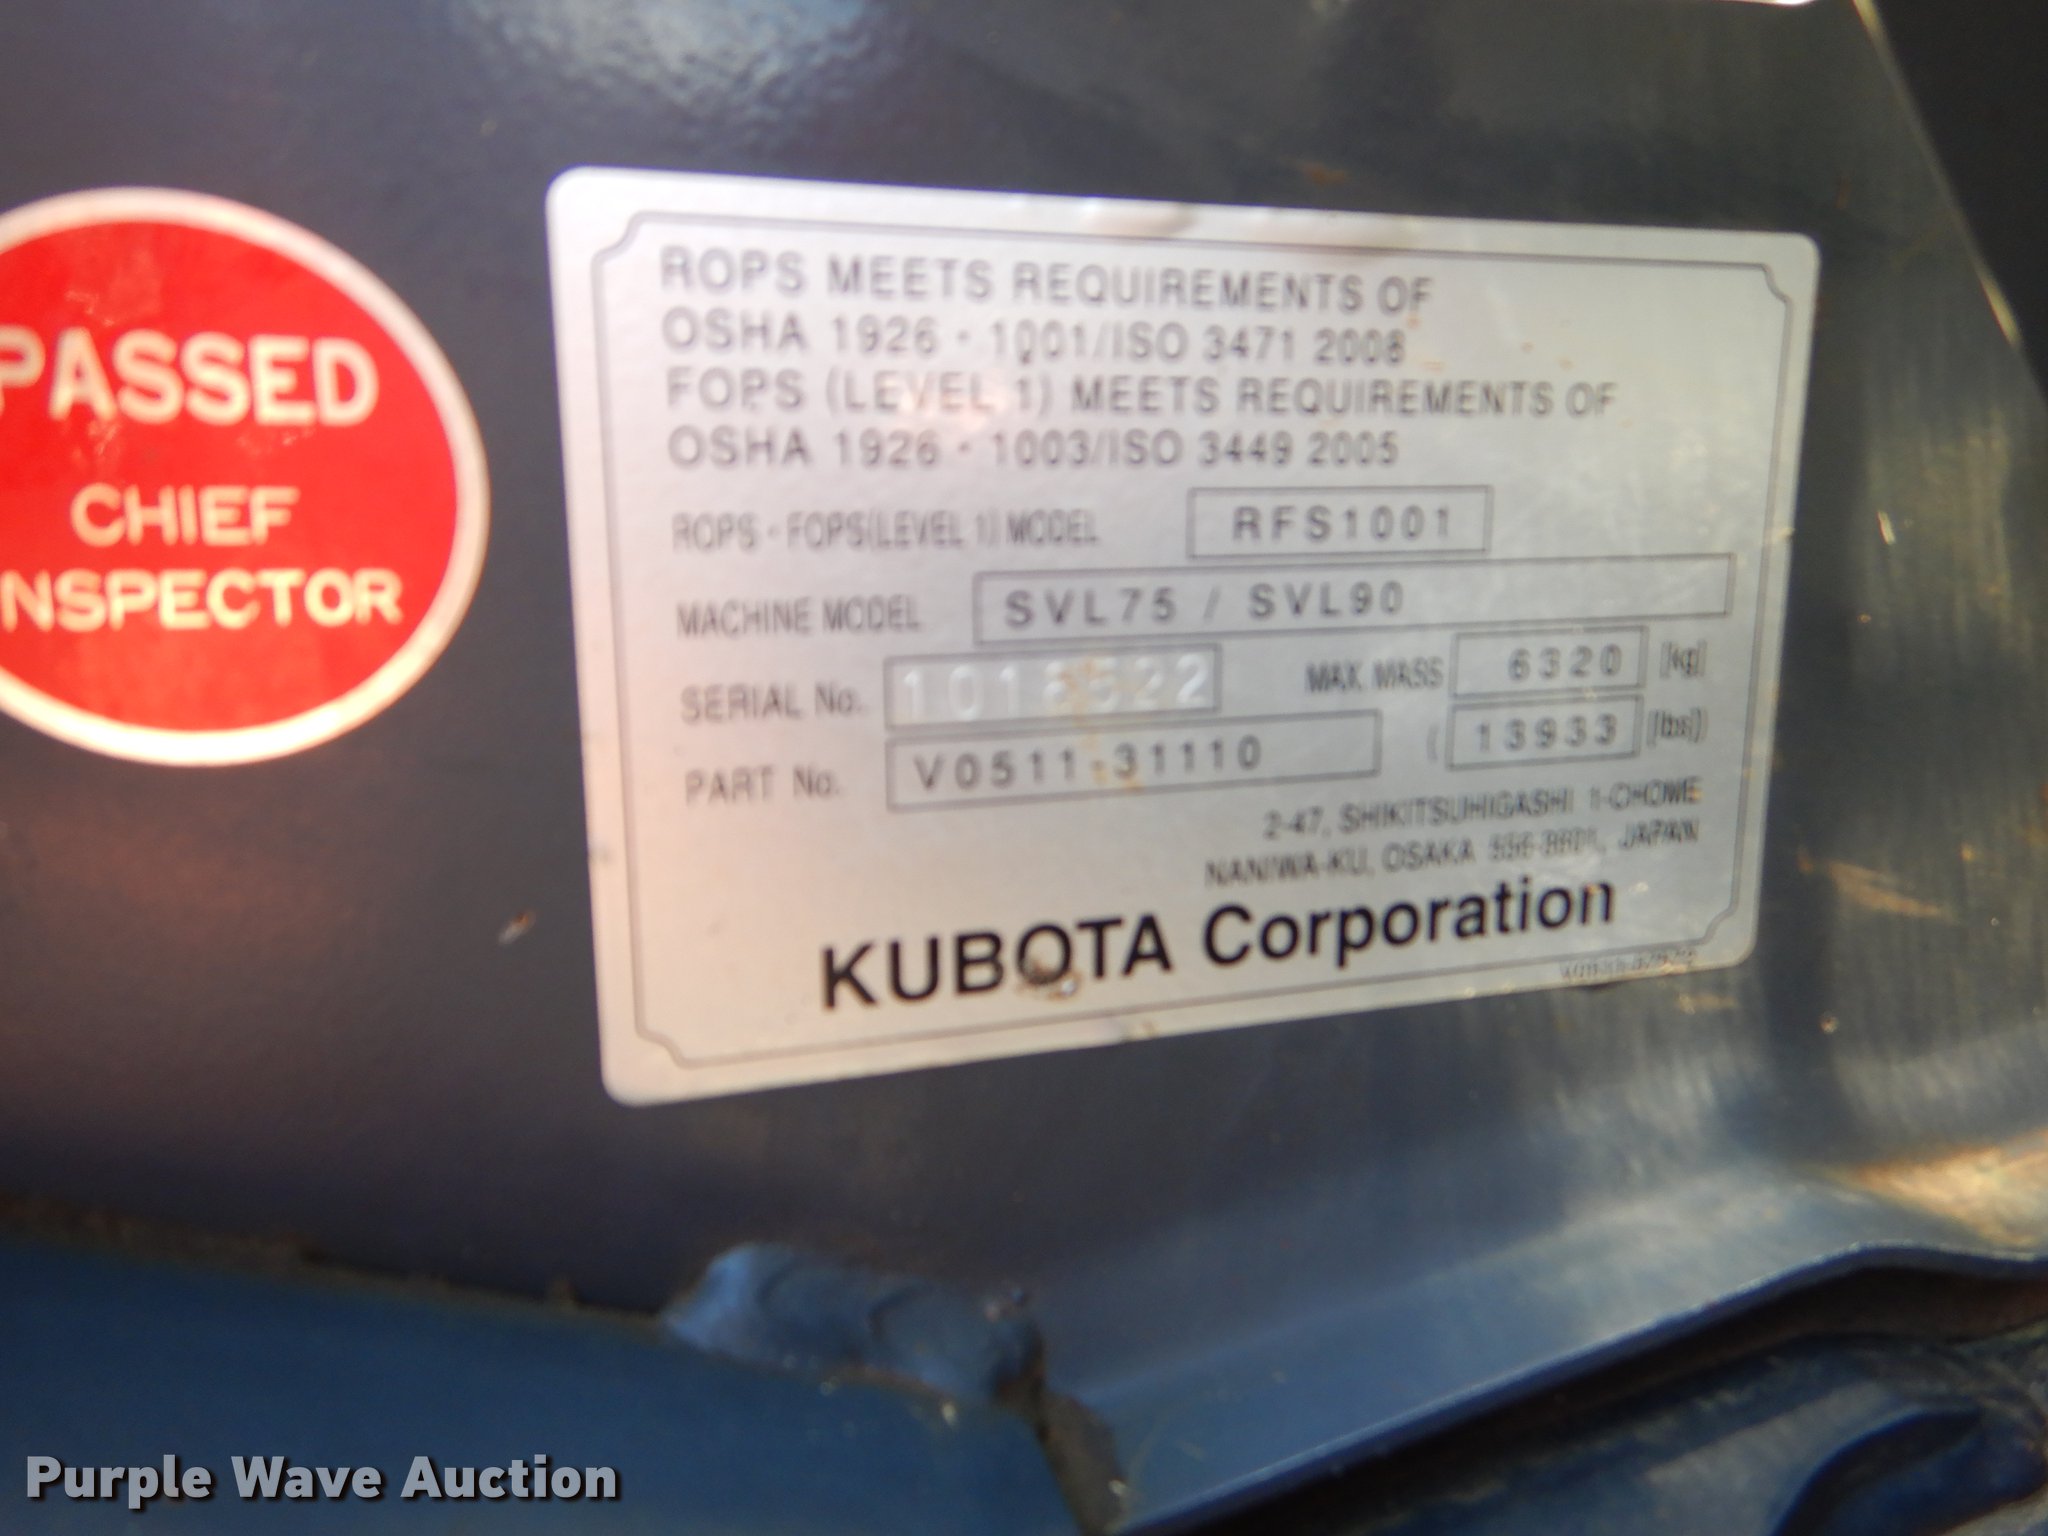 PASSED
CHIEF
NSPECTOR
ROPS MEETS REQUIREMENTS OF
OSHA 1926 · 1001/ISO 3471 2008
FOPS (LEVEL 1) MEETS REQUIREMENTS OF
OSHA 1926 · 1003/ISO 3449 2005
ROPS · FOPS(LEVEL 1) MODEL RFS1001
MACHINE MODEL SVL75 / SVL90
SERIAL No. 1018522 MAX. MASS 6320 [kg]
PART No. V0511-31110 ( 13933 [lbs])
2-47, SHIKITSUHIGASHI 1-CHOME
NANIWA-KU, OSAKA JAPAN
KUBOTA Corporation
Purple Wave Auction